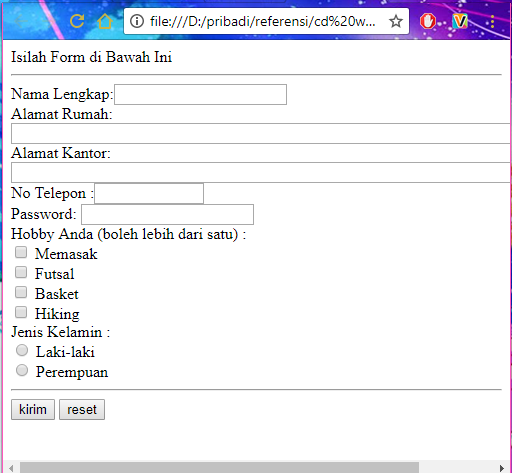 file:///D:/pribadi/referensi/cd%20w...
Isilah Form di Bawah Ini
Nama Lengkap:
Alamat Rumah:
Alamat Kantor:
No Telepon :
Password:
Hobby Anda (boleh lebih dari satu) :
Memasak
Futsal
Basket
Hiking
Jenis Kelamin :
Laki-laki
Perempuan
kirim reset